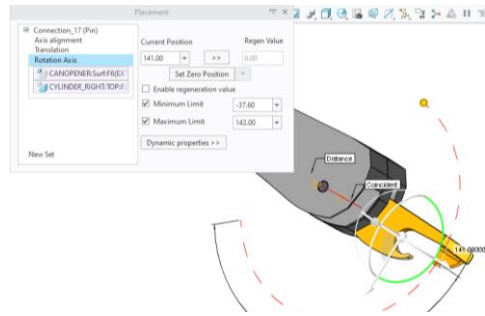 Placement
Connection_17 (Pin)
Axis alignment
Translation
Rotation Axis
CANOPENER:Surf:F6(EX
CYLINDER_RIGHT:TOP:F
New Set
Current Position
Regen Value
141.00
>>
0.00
Set Zero Position
Enable regeneration value
Minimum Limit
-37.60
Maximum Limit
143.00
Dynamic properties >>
Distance
Coincident
141.00000